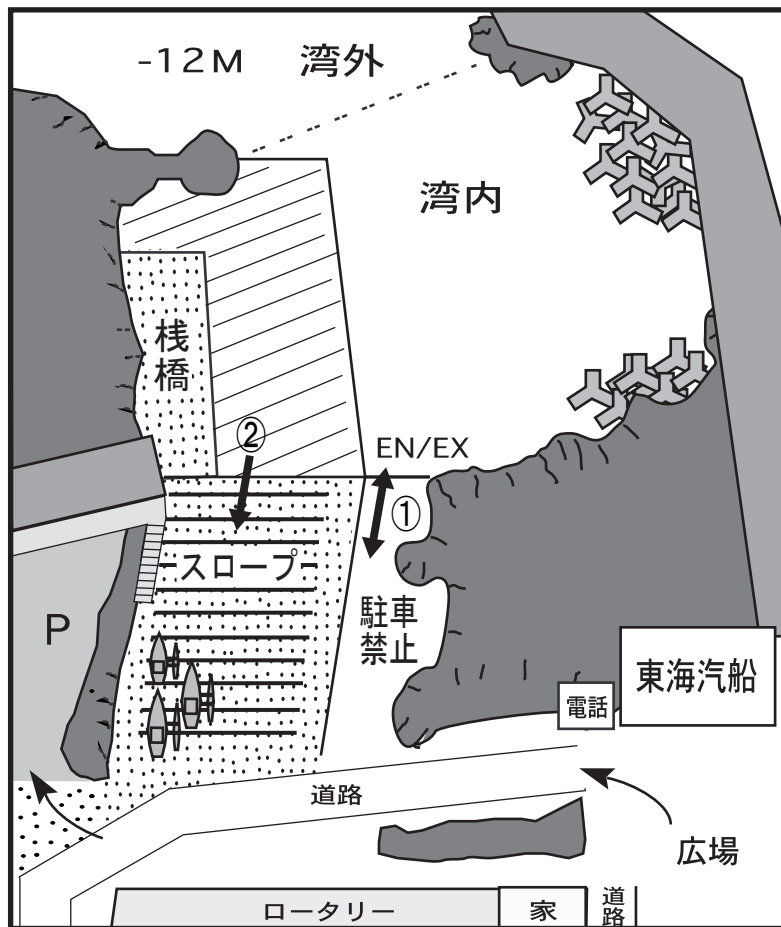 -12M 湾外
湾内
桟橋
②
EN/EX
①
スロープ
駐車
禁止
P
東海汽船
電話
道路
広場
ロータリー
家
道路